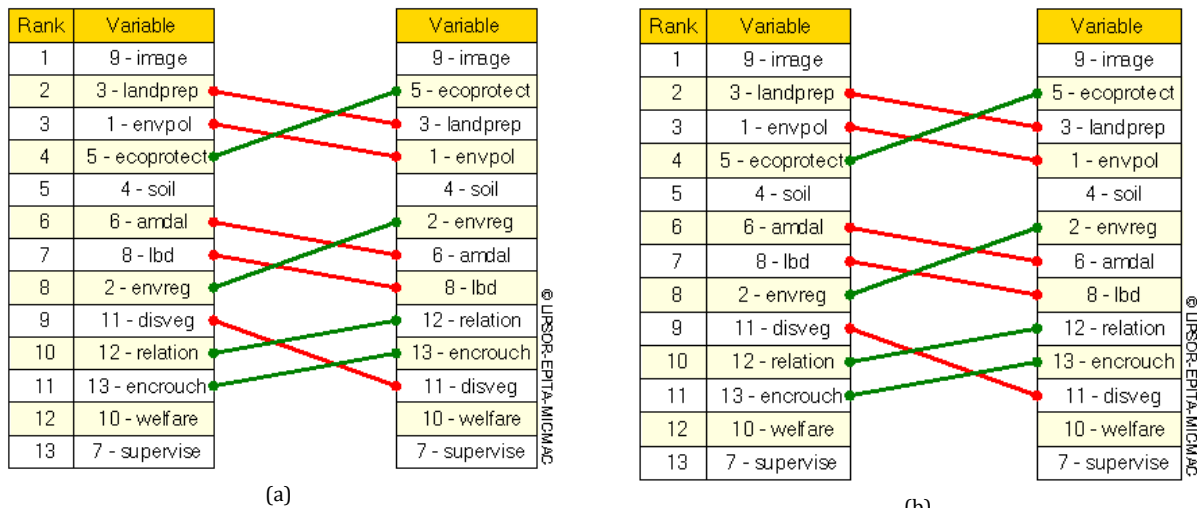 Rank Variable Variable
1 9 - image 9 - image
2 3 - landprep 5 - ecoprotect
3 1 - envpol 3 - landprep
4 5 - ecoprotect 1 - envpol
5 4 - soil 4 - soil
6 6 - amdal 2 - envreg
7 8 - lbd 6 - amdal
8 2 - envreg 8 - lbd
9 11 - disveg 12 - relation
10 12 - relation 13 - encrouch
11 13 - encrouch 11 - disveg
12 10 - welfare 10 - welfare
13 7 - supervise 7 - supervise
© LIPSOR-EPITA-MICMAC
(a)
Rank Variable Variable
1 9 - image 9 - image
2 3 - landprep 5 - ecoprotect
3 1 - envpol 3 - landprep
4 5 - ecoprotect 1 - envpol
5 4 - soil 4 - soil
6 6 - amdal 2 - envreg
7 8 - lbd 6 - amdal
8 2 - envreg 8 - lbd
9 11 - disveg 12 - relation
10 12 - relation 13 - encrouch
11 13 - encrouch 11 - disveg
12 10 - welfare 10 - welfare
13 7 - supervise 7 - supervise
© LIPSOR-EPITA-MICMAC
(b)